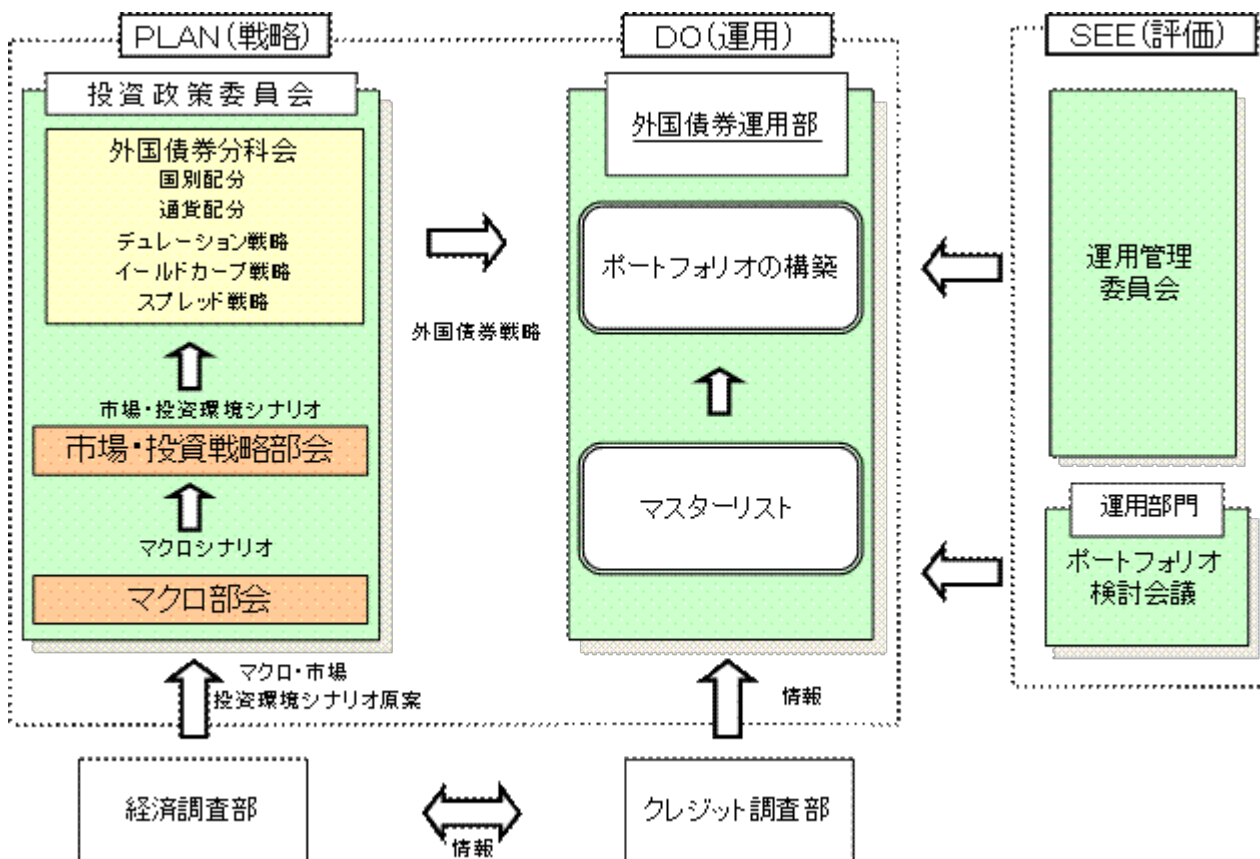 PLAN(戦略)
投資政策委員会
外国債券分科会
国別配分
通貨配分
デュレーション戦略
イールドカーブ戦略
スプレッド戦略
市場・投資環境シナリオ
市場・投資戦略部会
マクロシナリオ
マクロ部会
マクロ・市場
投資環境シナリオ原案
経済調査部
外国債券戦略
情報
DO(運用)
外国債券運用部
ポートフォリオの構築
マスターリスト
情報
クレジット調査部
SEE(評価)
運用管理
委員会
運用部門
ポートフォリオ
検討会議